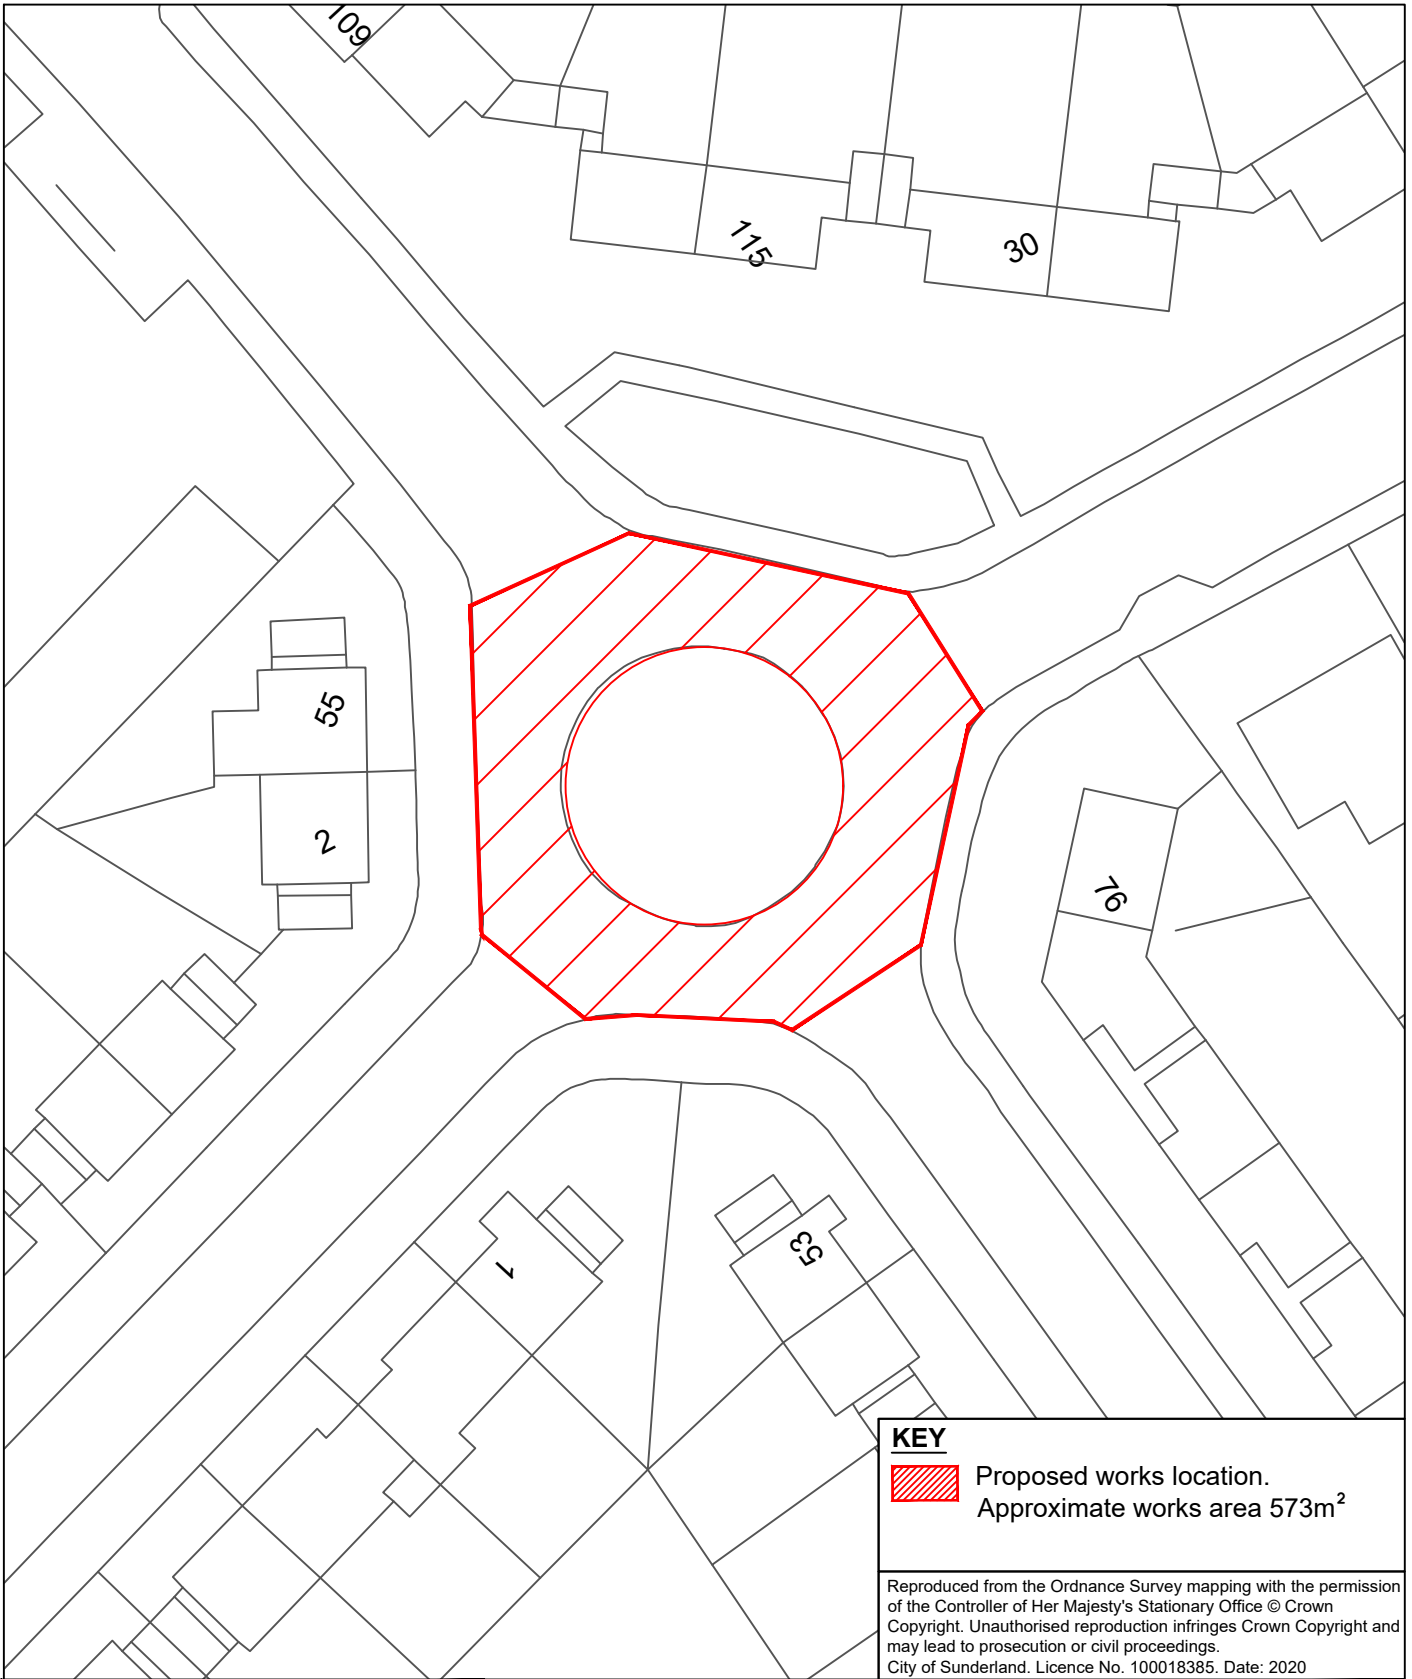 109
115
30
55
2
76
1
53
KEY
Proposed works location.
Approximate works area 573m²
Reproduced from the Ordnance Survey mapping with the permission
of the Controller of Her Majesty's Stationary Office © Crown
Copyright. Unauthorised reproduction infringes Crown Copyright and
may lead to prosecution or civil proceedings.
City of Sunderland. Licence No. 100018385. Date: 2020